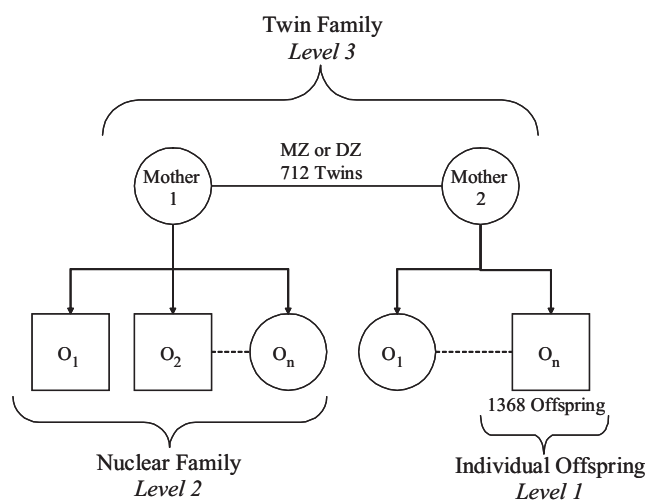 Twin Family
Level 3
MZ or DZ
712 Twins
Mother
1
Mother
2
O1
O2
On
O1
On
1368 Offspring
Nuclear Family
Level 2
Individual Offspring
Level 1